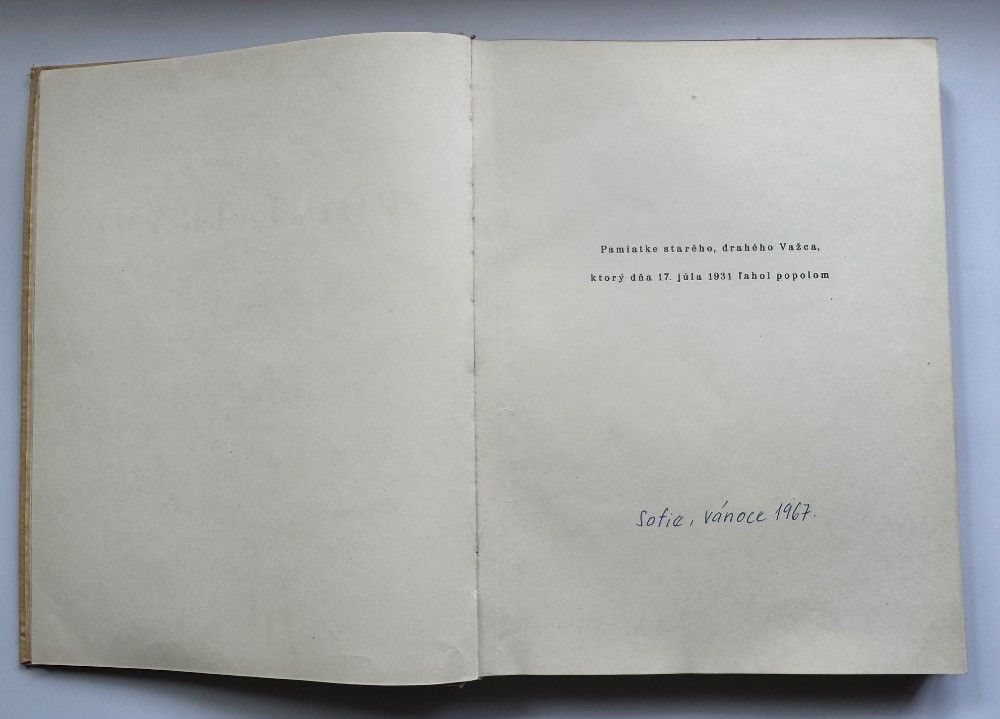 Pamiatke starého, drahého Važca,
ktorý dňa 17. júla 1931 ľahol popolom
Sofie, vánoce 1967.